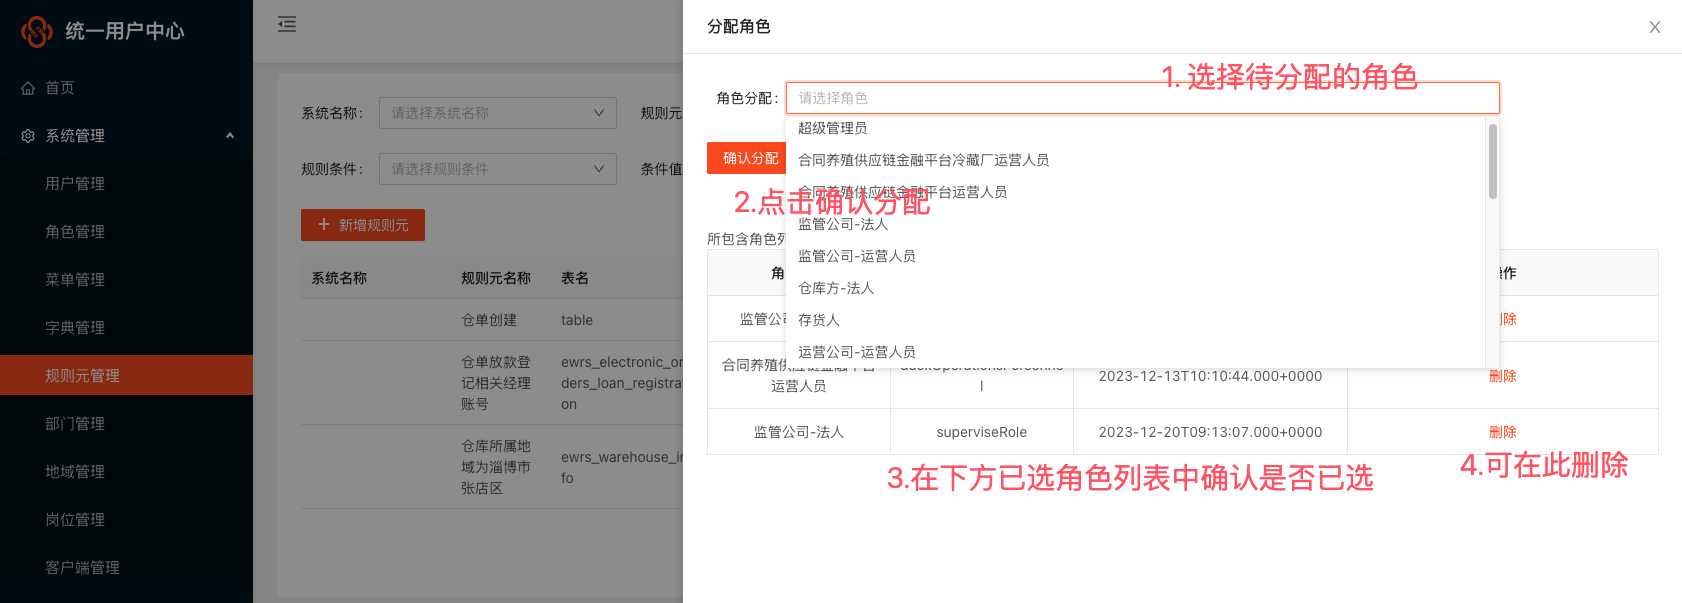 统一用户中心
首页
系统管理
用户管理
角色管理
菜单管理
字典管理
规则元管理
部门管理
地域管理
岗位管理
客户端管理
系统名称：
请选择系统名称
规则元
规则条件：
请选择规则条件
条件值
新增规则元
系统名称 规则元名称 表名
仓单创建 table
仓单放款登
记相关经理
账号
ewrs_electronic_or
ders_loan_registra
on
仓库所属地
域为淄博市
张店区
ewrs_warehouse_i
fo
分配角色
1. 选择待分配的角色
角色分配：
请选择角色
超级管理员
合同养殖供应链金融平台冷藏厂运营人员
合同养殖供应链金融平台运营人员
监管公司-法人
监管公司-运营人员
仓库方-法人
存货人
运营公司-运营人员
确认分配
2.点击确认分配
所包含角色列
角 操作
监管公司 删除
合同养殖供应链金融平台
运营人员
l
2023-12-13T10:10:44.000+0000
删除
监管公司-法人 superviseRole 2023-12-20T09:13:07.000+0000 删除
3.在下方已选角色列表中确认是否已选
4.可在此删除